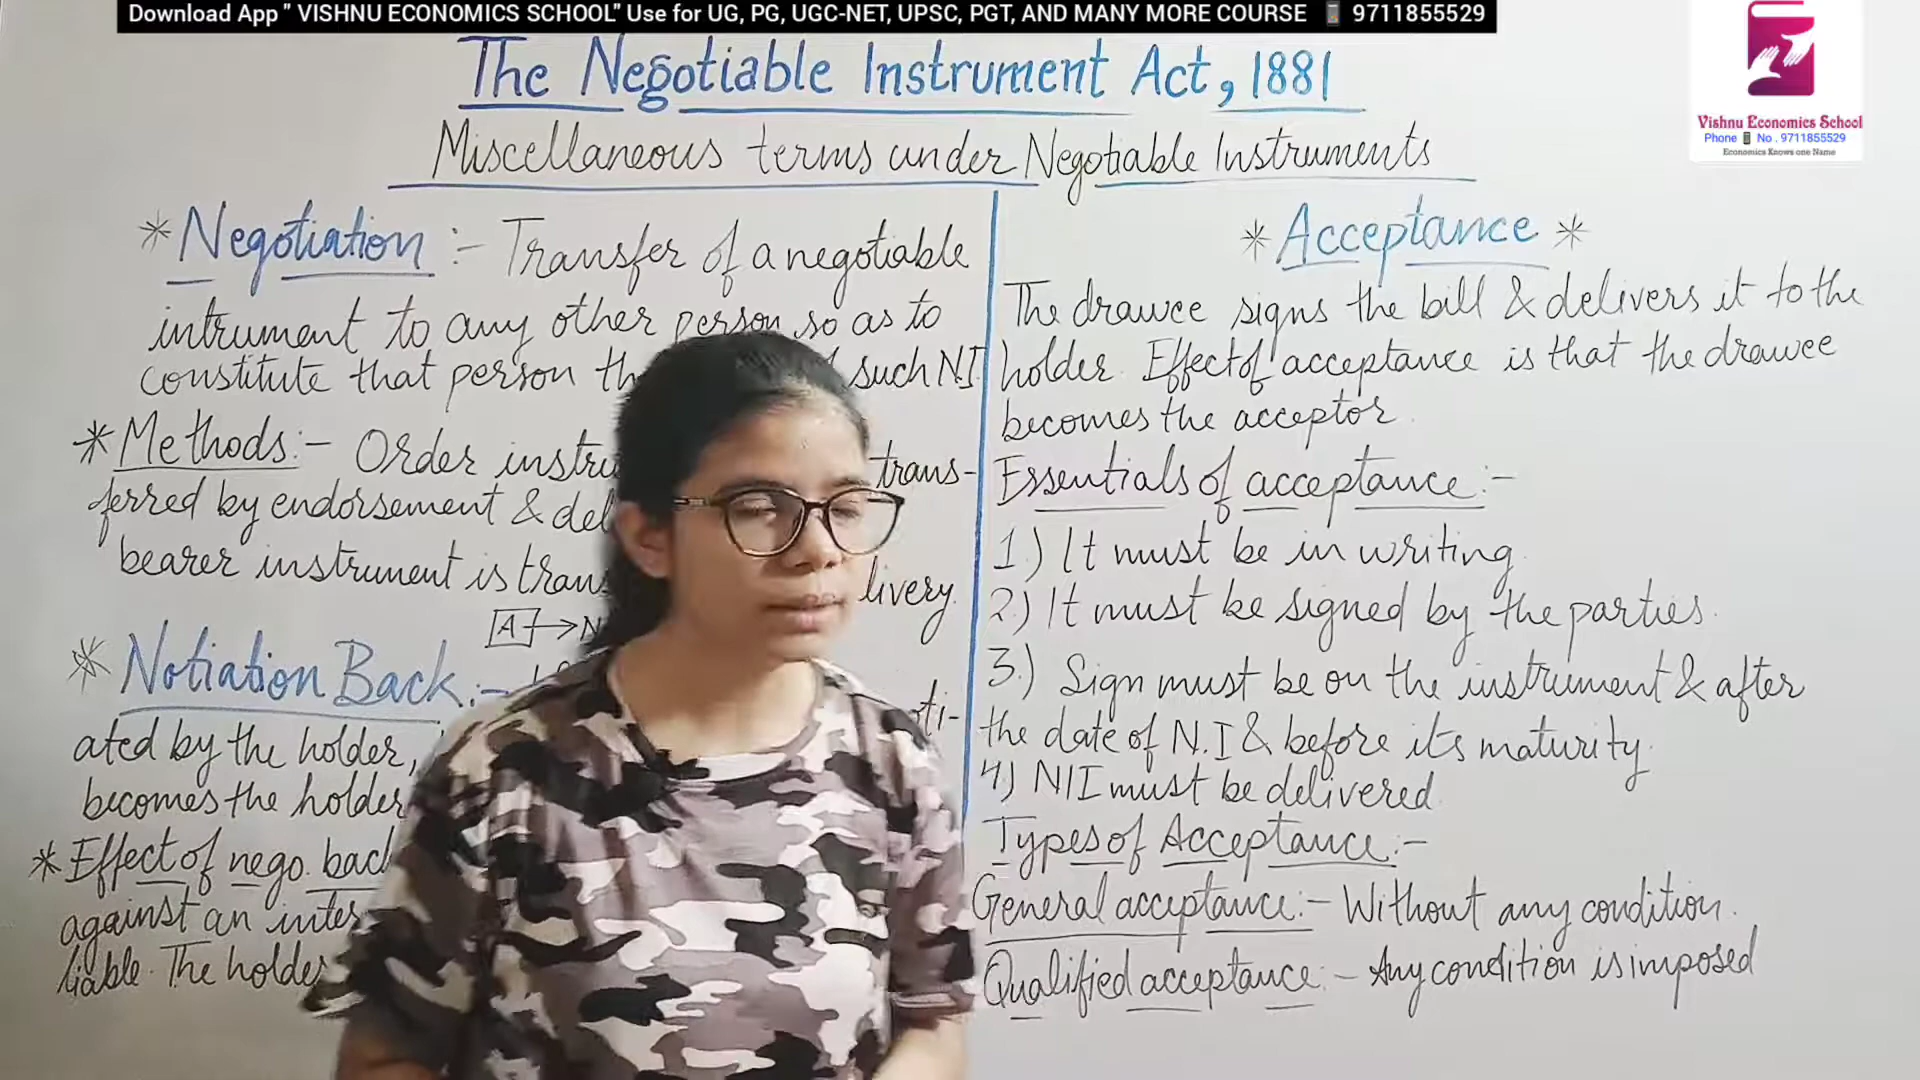 Download App " VISHNU ECONOMICS SCHOOL" Use for UG, PG, UGC-NET, UPSC, PGT, AND MANY MORE COURSE 9711855529
Vishnu Economics School
Phone No. 9711855529
Economics Knows one Name
The Negotiable Instrument Act, 1881
Miscellaneous terms under Negotiable Instruments
* Negotiation :- Transfer of a negotiable
intrument to any other person so as to
constitute that person such N.I.
* Methods:- Order trans-
ferred by endorsement &
bearer instrument is
A → N
* Notiation Back:-
ated by the holder,
becomes the holder
* Effect of nego. back
against an
liable. The holder
* Acceptance *
The drawee signs the bill & delivers it to the
holder. Effect of acceptance is that the drawee
becomes the acceptor.
Essentials of acceptance:-
1.) It must be in writing.
2.) It must be signed by the parties.
3.) Sign must be on the instrument & after
the date of N.I & before its maturity.
4) NII must be delivered.
Types of Acceptance:-
General acceptance:- Without any condition.
Qualified acceptance:- Any condition is imposed